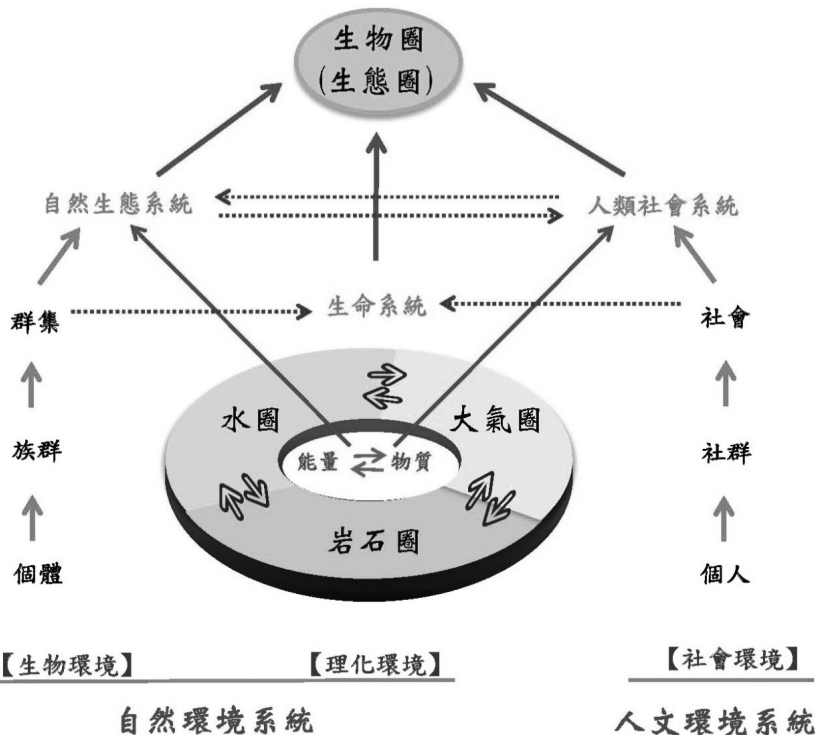 生物圈
(生態圈)
自然生態系統
人類社會系統
群集
生命系統
社會
水圈
大氣圈
族群
能量
物質
社群
岩石圈
個體
個人
【生物環境】
【理化環境】
【社會環境】
自然環境系統
人文環境系統